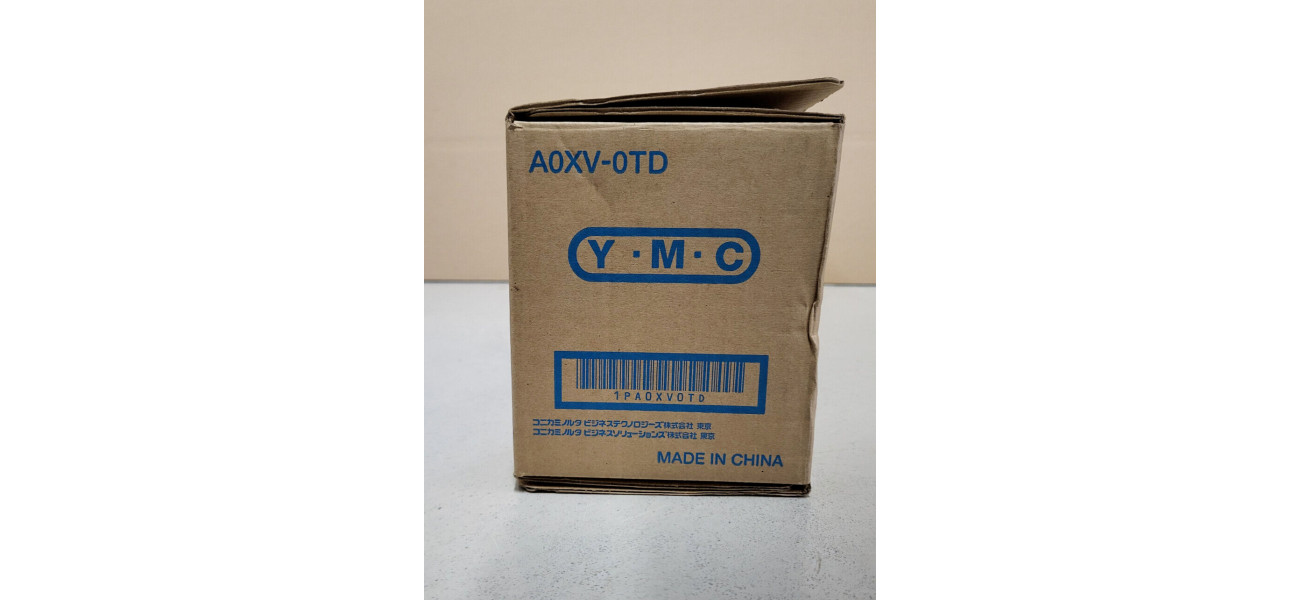 A0XV-0TD
Y・M・C
1PA0XV0TD
コニカミノルタ ビジネステクノロジーズ株式会社 東京
コニカミノルタ ビジネスソリューションズ株式会社 東京
MADE IN CHINA